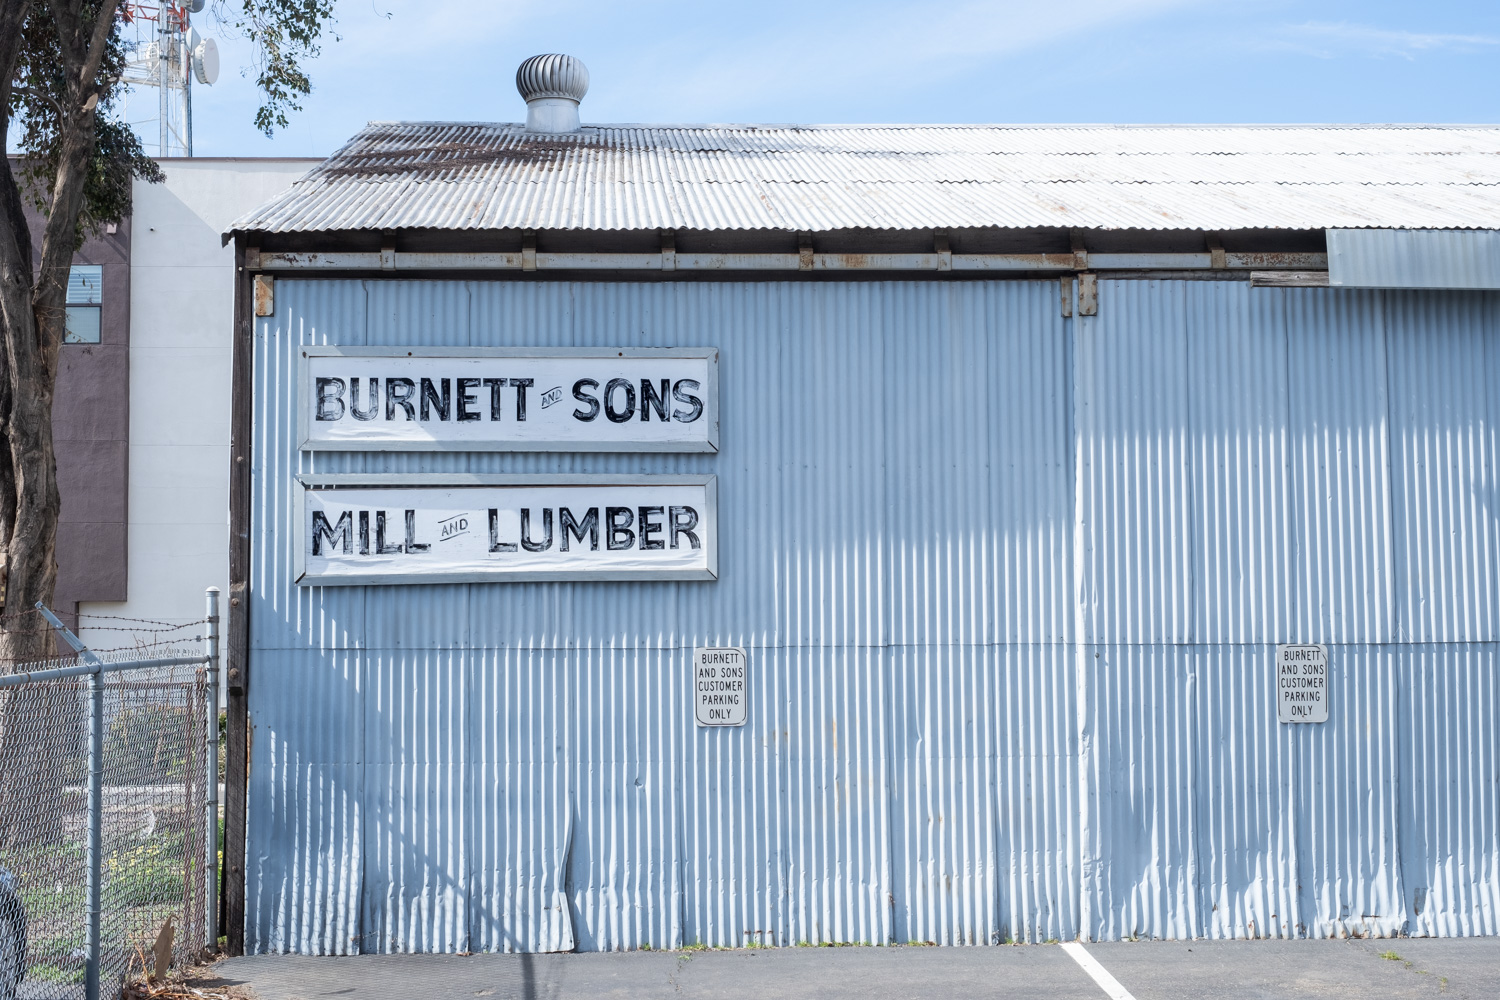 BURNETT AND SONS
MILL AND LUMBER
BURNETT
AND SONS
CUSTOMER
PARKING
ONLY
BURNETT
AND SONS
CUSTOMER
PARKING
ONLY